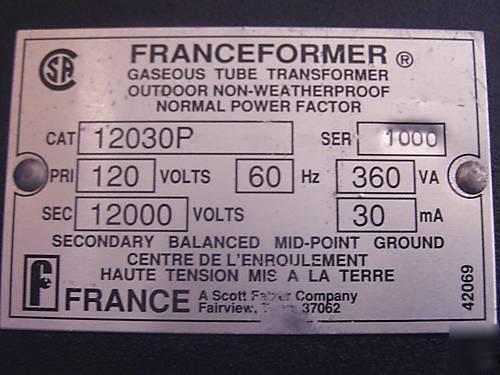 CSA
FRANCEFORMER ®
GASEOUS TUBE TRANSFORMER
OUTDOOR NON-WEATHERPROOF
NORMAL POWER FACTOR
CAT 12030P SER 1000
PRI 120 VOLTS 60 Hz 360 VA
SEC 12000 VOLTS 30 mA
SECONDARY BALANCED MID-POINT GROUND
CENTRE DE L'ENROULEMENT
HAUTE TENSION MIS A LA TERRE
FRANCE
A Scott Company
Fairview, 37062
42069